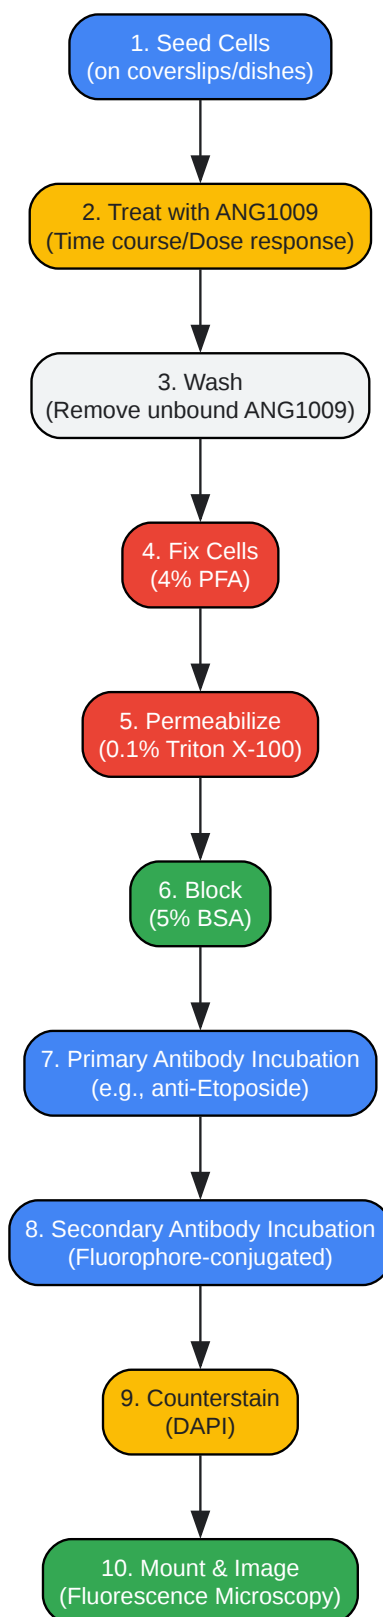 1. Seed Cells
(on coverslips/dishes)
2. Treat with ANG1009
(Time course/Dose response)
3. Wash
(Remove unbound ANG1009)
4. Fix Cells
(4% PFA)
5. Permeabilize
(0.1% Triton X-100)
6. Block
(5% BSA)
7. Primary Antibody Incubation
(e.g., anti-Etoposide)
8. Secondary Antibody Incubation
(Fluorophore-conjugated)
9. Counterstain
(DAPI)
10. Mount & Image
(Fluorescence Microscopy)